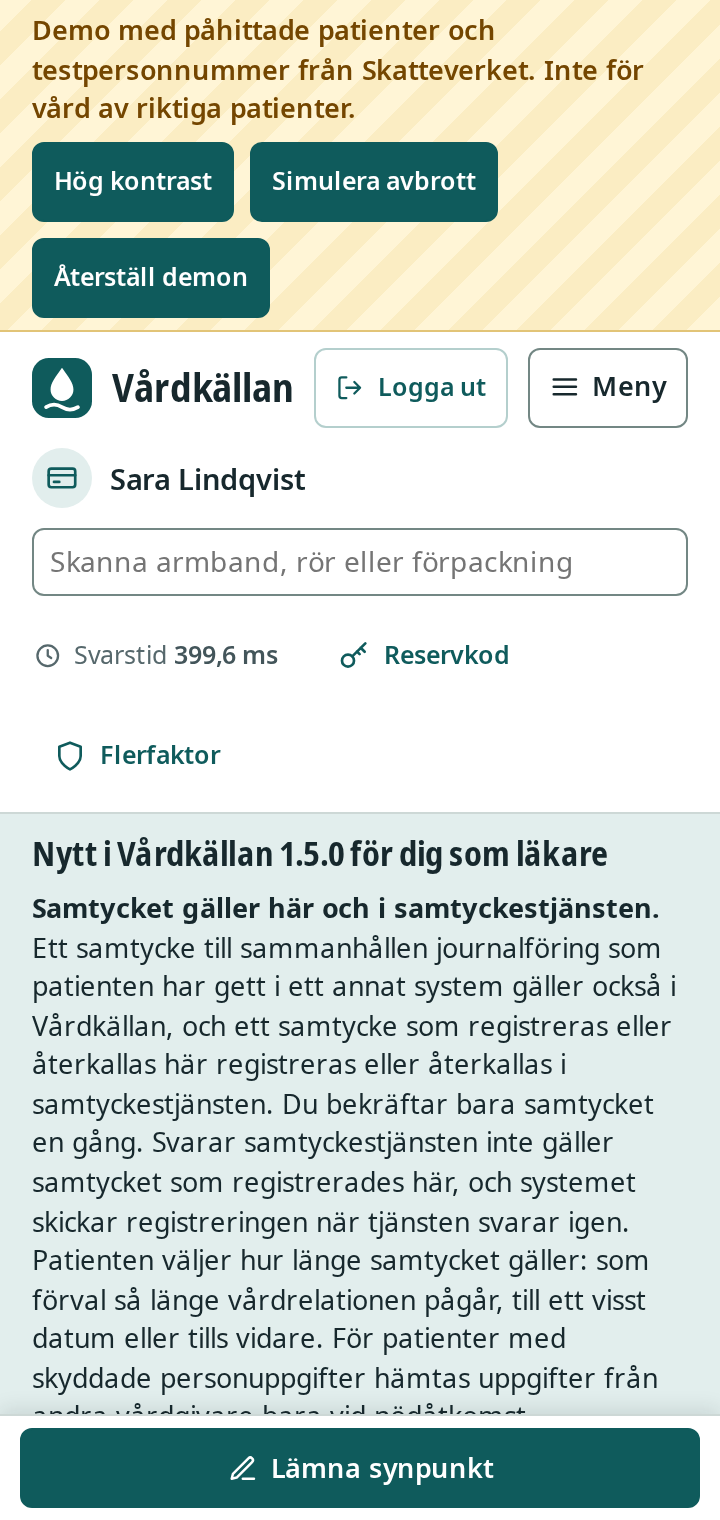 Demo med påhittade patienter och
testpersonnummer från Skatteverket. Inte för
vård av riktiga patienter.
Hög kontrast
Simulera avbrott
Återställ demon
Vårdkällan
Logga ut
Meny
Sara Lindqvist
Skanna armband, rör eller förpackning
Svarstid 399,6 ms
Reservkod
Flerfaktor
Nytt i Vårdkällan 1.5.0 för dig som läkare
Samtycket gäller här och i samtyckestjänsten.
Ett samtycke till sammanhållen journalföring som
patienten har gett i ett annat system gäller också i
Vårdkällan, och ett samtycke som registreras eller
återkallas här registreras eller återkallas i
samtyckestjänsten. Du bekräftar bara samtycket
en gång. Svarar samtyckestjänsten inte gäller
samtycket som registrerades här, och systemet
skickar registreringen när tjänsten svarar igen.
Patienten väljer hur länge samtycket gäller: som
förval så länge vårdrelationen pågår, till ett visst
datum eller tills vidare. För patienter med
skyddade personuppgifter hämtas uppgifter från
andra vårdgivare bara vid nödåtkomst.
Lämna synpunkt